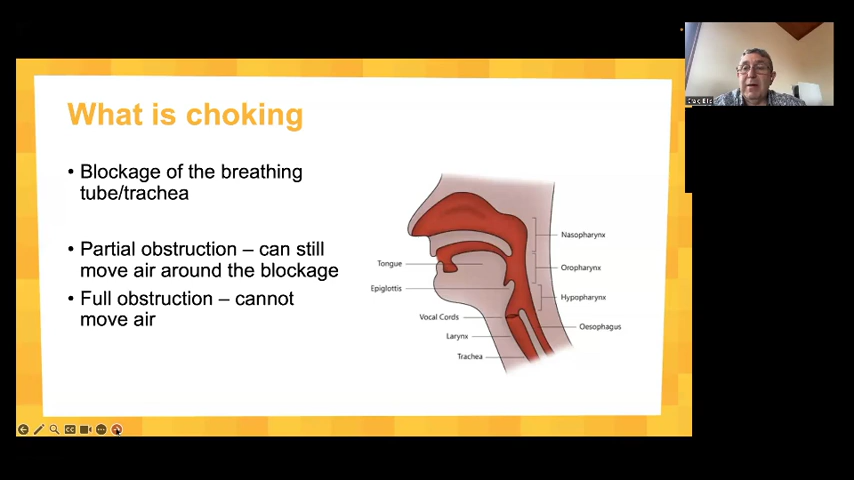 What is choking
• Blockage of the breathing
tube/trachea
• Partial obstruction – can still
move air around the blockage
• Full obstruction – cannot
move air
Nasopharynx
Tongue
Oropharynx
Epiglottis
Hypopharynx
Vocal Cords
Oesophagus
Larynx
Trachea
CC